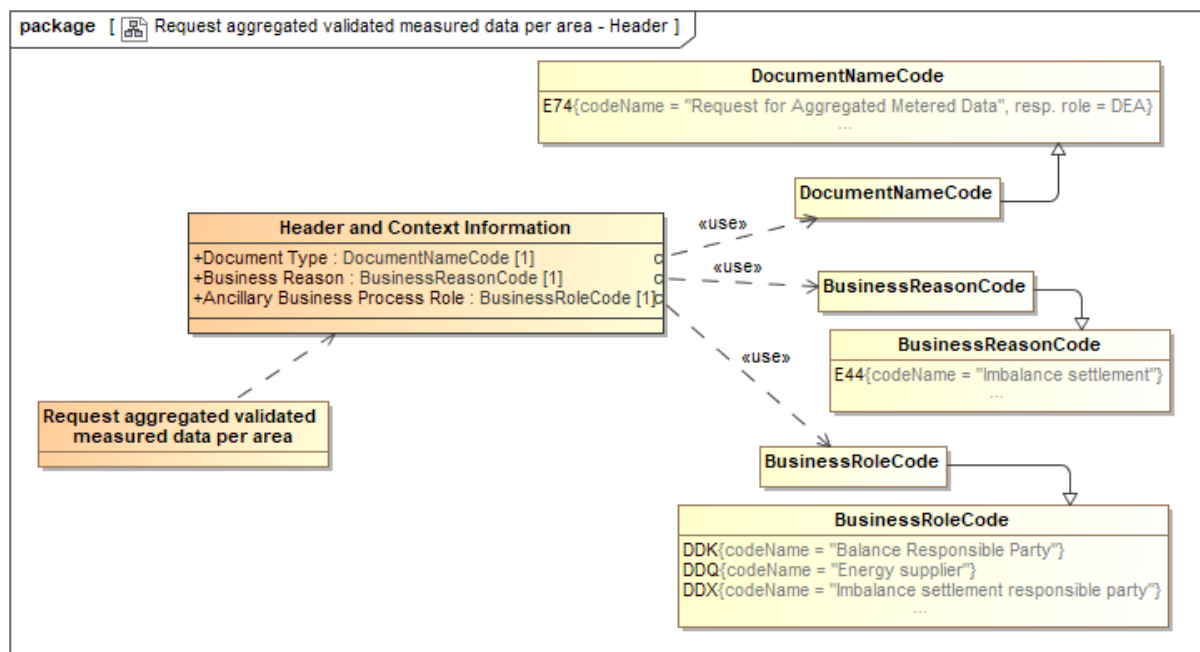 package [ Request aggregated validated measured data per area - Header ]
DocumentNameCode
E74{codeName = "Request for Aggregated Metered Data", resp. role = DEA}
...
DocumentNameCode
«use»
Header and Context Information
+Document Type : DocumentNameCode [1]
+Business Reason : BusinessReasonCode [1]
+Ancillary Business Process Role : BusinessRoleCode [1]
«use»
BusinessReasonCode
BusinessReasonCode
E44{codeName = "Imbalance settlement"}
...
«use»
Request aggregated validated
measured data per area
BusinessRoleCode
BusinessRoleCode
DDK{codeName = "Balance Responsible Party"}
DDQ{codeName = "Energy supplier"}
DDX{codeName = "Imbalance settlement responsible party"}
...